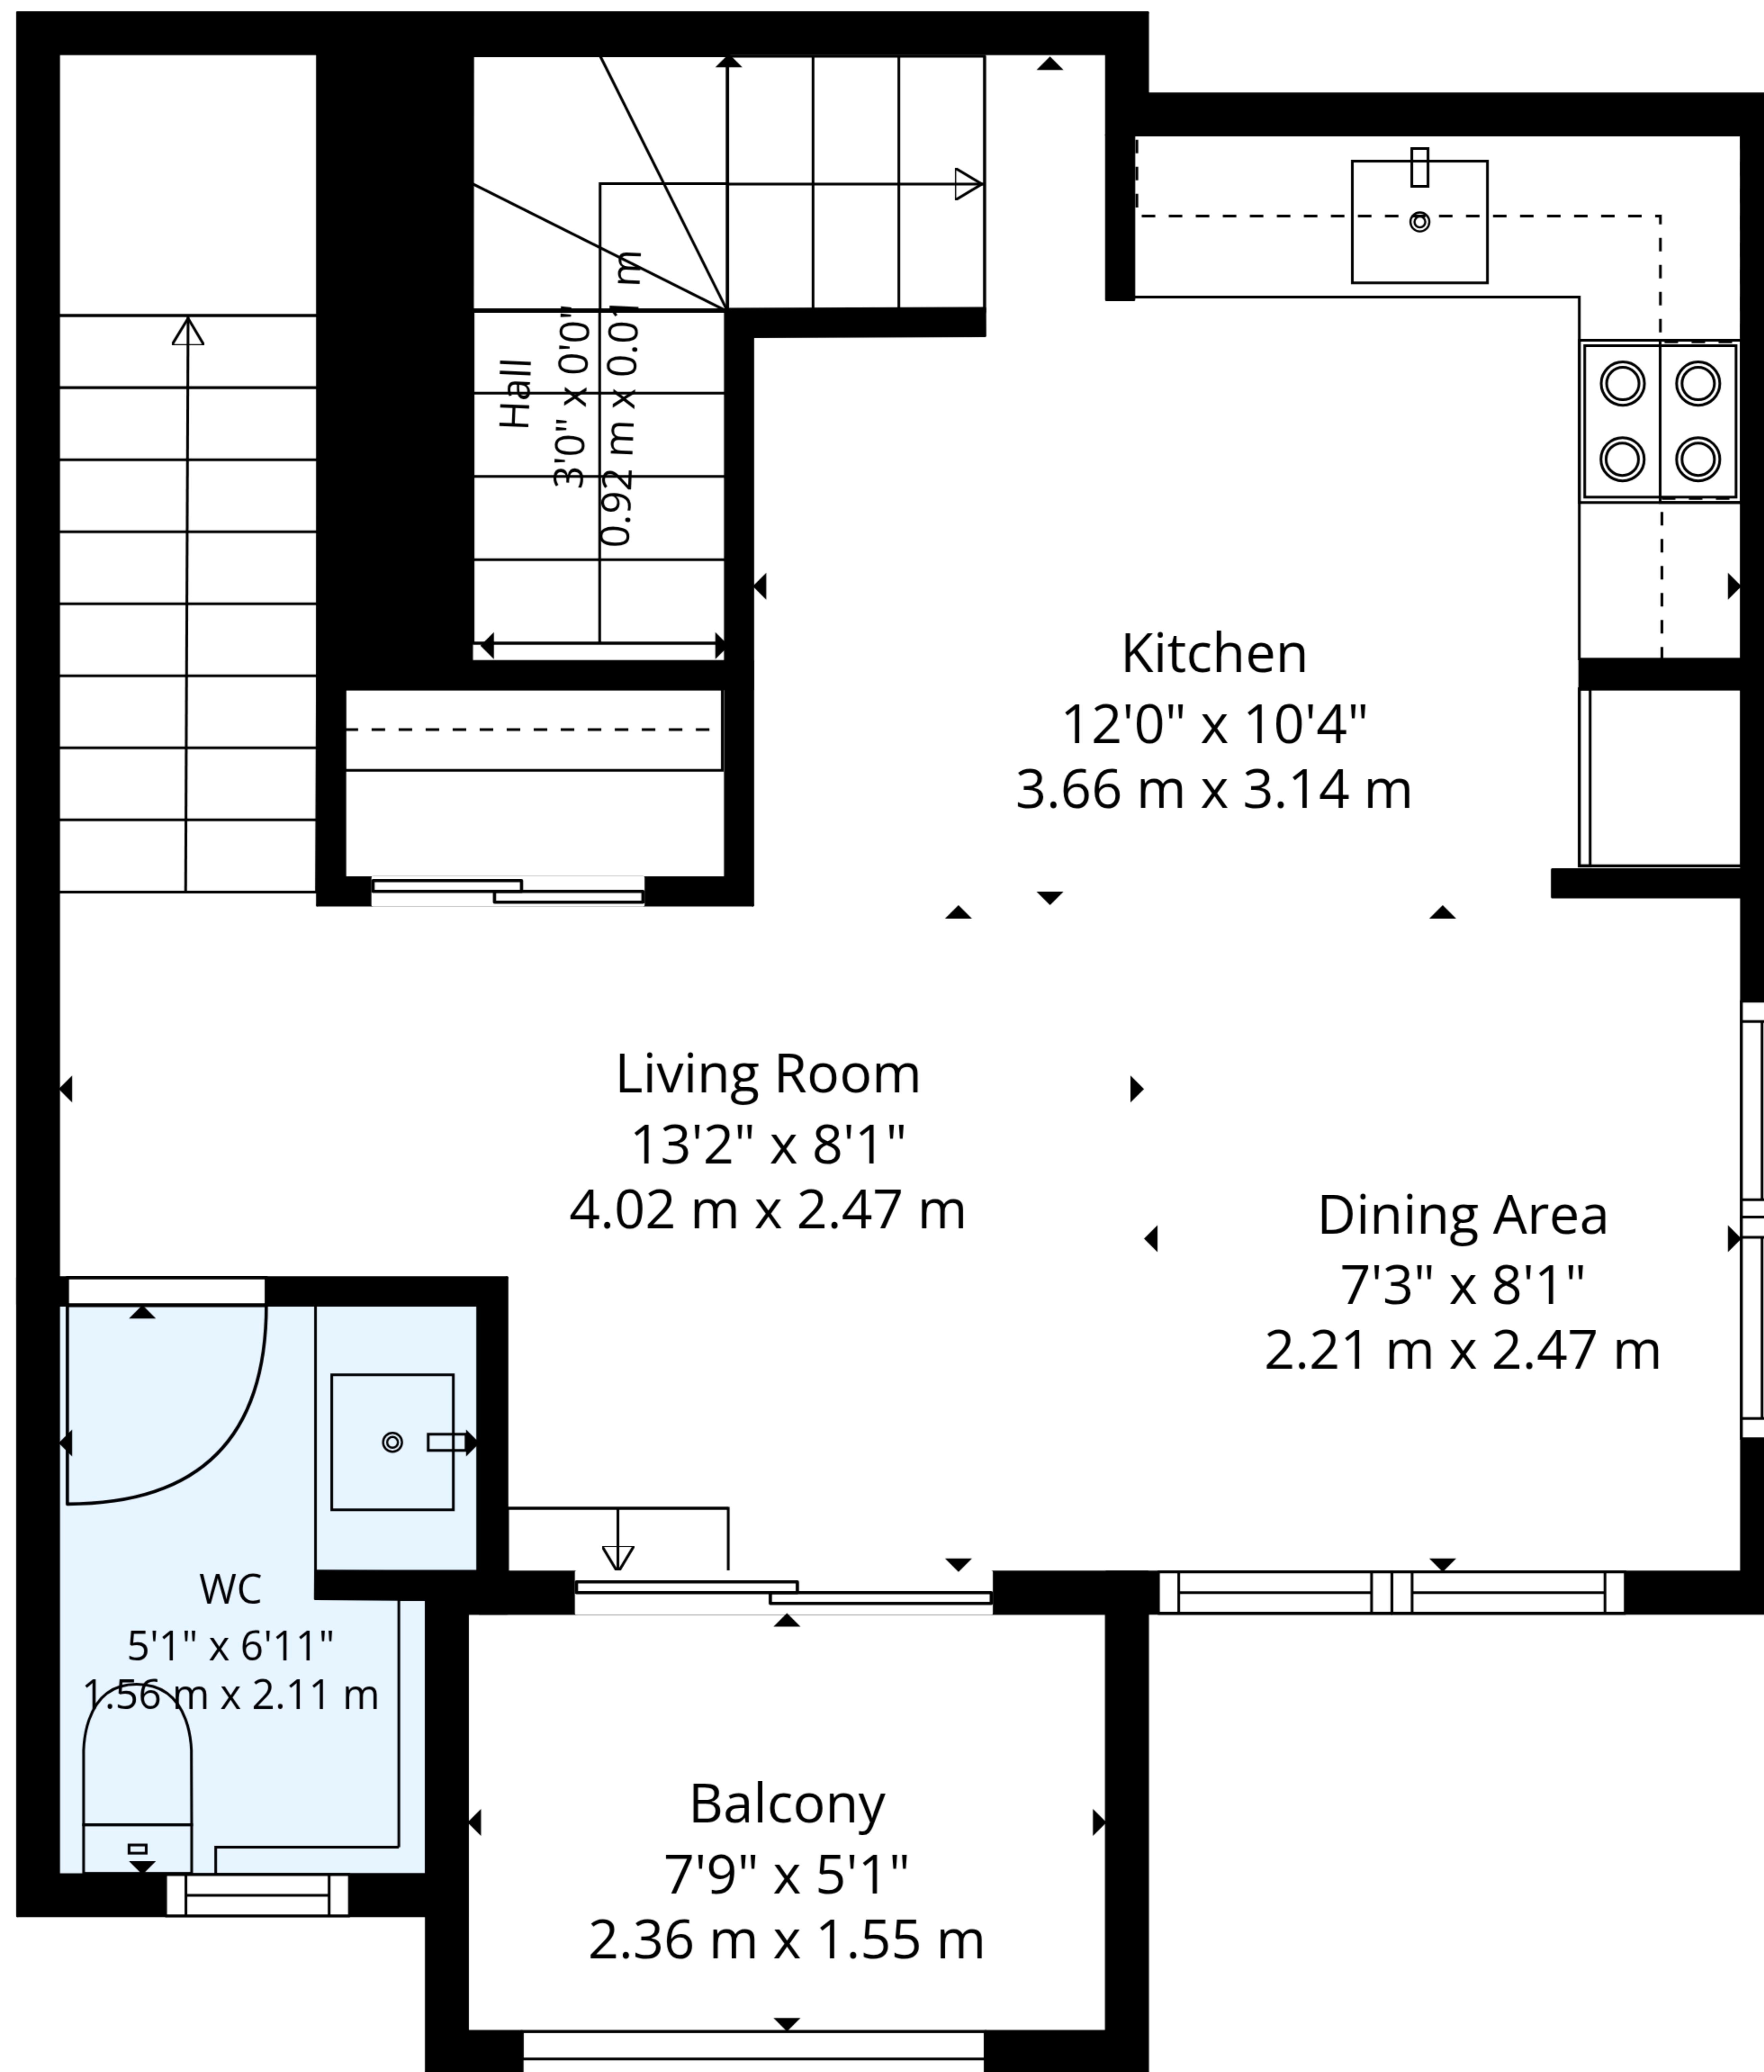 Hall
3'0" x 0'0"
0.92 m x 0.01 m
Kitchen
12'0" x 10'4"
3.66 m x 3.14 m
Living Room
13'2" x 8'1"
4.02 m x 2.47 m
Dining Area
7'3" x 8'1"
2.21 m x 2.47 m
WC
5'1" x 6'11"
1.56 m x 2.11 m
Balcony
7'9" x 5'1"
2.36 m x 1.55 m